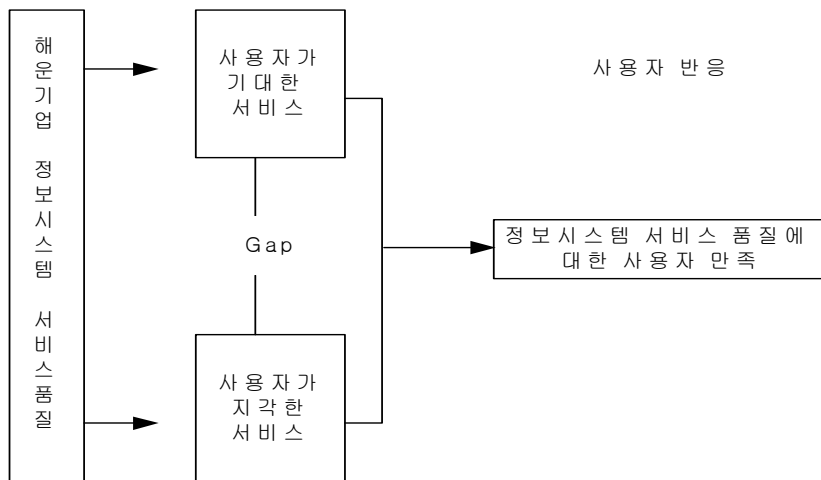 해운기업 정보시스템 서비스품질
사용자가
기대한
서비스
사용자 반응
Gap
정보시스템 서비스 품질에
대한 사용자 만족
사용자가
지각한
서비스